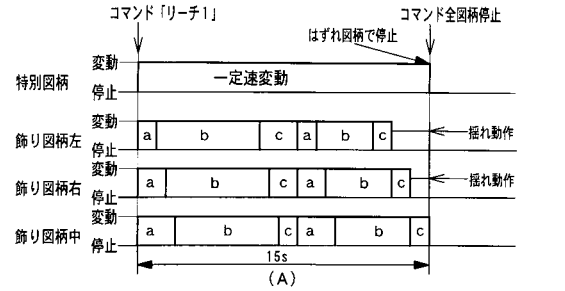 コマンド「リーチ1」
コマンド全図柄停止
はずれ図柄で停止
特別図柄
変動
停止
一定速変動
飾り図柄左
変動
停止
a b c a b c
揺れ動作
飾り図柄右
変動
停止
a b c a b c
揺れ動作
飾り図柄中
変動
停止
a b c a b c
15s
(A)